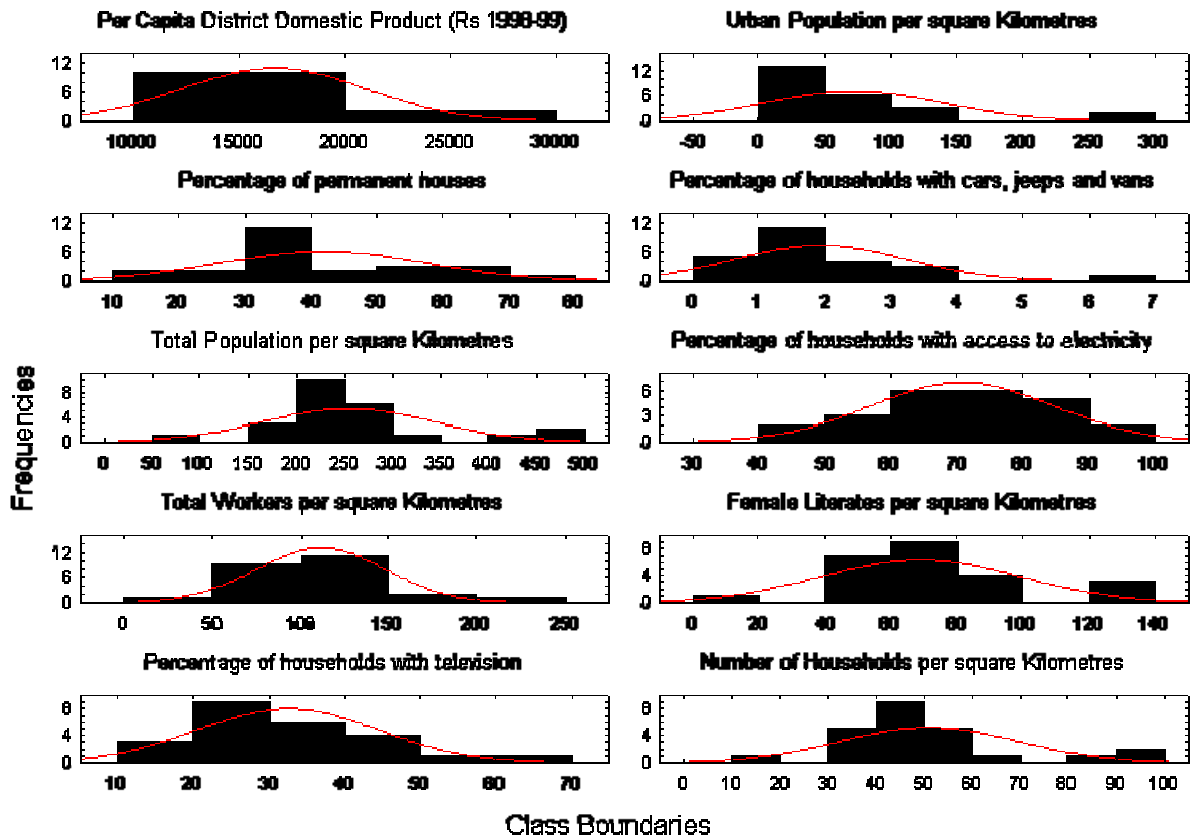 Per Capita District Domestic Product (Rs 1998-99)
12
6
0
10000 15000 20000 25000 30000
Urban Population per square Kilometres
12
6
0
-50 0 50 100 150 200 250 300
Percentage of permanent houses
12
6
0
10 20 30 40 50 60 70 80
Percentage of households with cars, jeeps and vans
12
6
0
0 1 2 3 4 5 6 7
Total Population per square Kilometres
8
4
0
0 50 100 150 200 250 300 350 400 450 500
Percentage of households with access to electricity
6
3
0
30 40 50 60 70 80 90 100
Frequencies
Total Workers per square Kilometres
12
6
0
0 50 100 150 200 250
Female Literates per square Kilometres
8
4
0
0 20 40 60 80 100 120 140
Percentage of households with television
8
4
0
10 20 30 40 50 60 70
Number of Households per square Kilometres
8
4
0
0 10 20 30 40 50 60 70 80 90 100
Class Boundaries